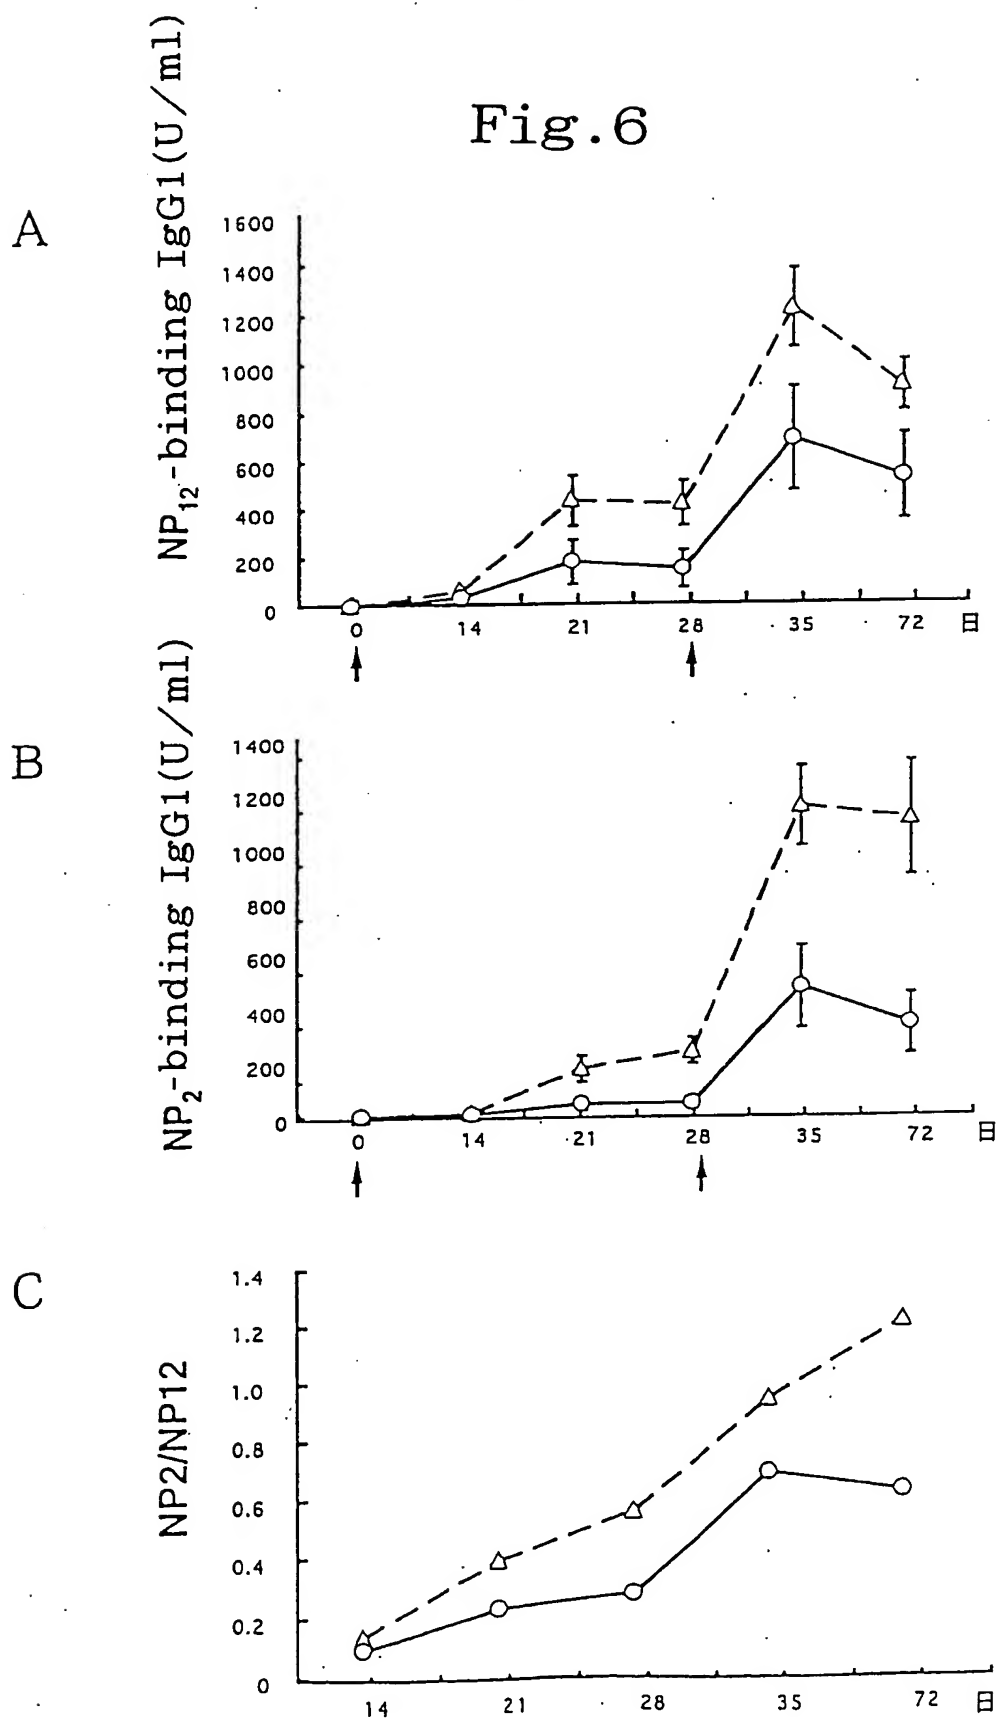 Fig.6
A
NP12-binding IgG1(U/ml)
1600
1400
1200
1000
800
600
400
200
0
0 14 21 28 35 72 日
B
NP2-binding IgG1(U/ml)
1400
1200
1000
800
600
400
200
0
0 14 21 28 35 72 日
C
NP2/NP12
1.4
1.2
1.0
0.8
0.6
0.4
0.2
0
14 21 28 35 72 日